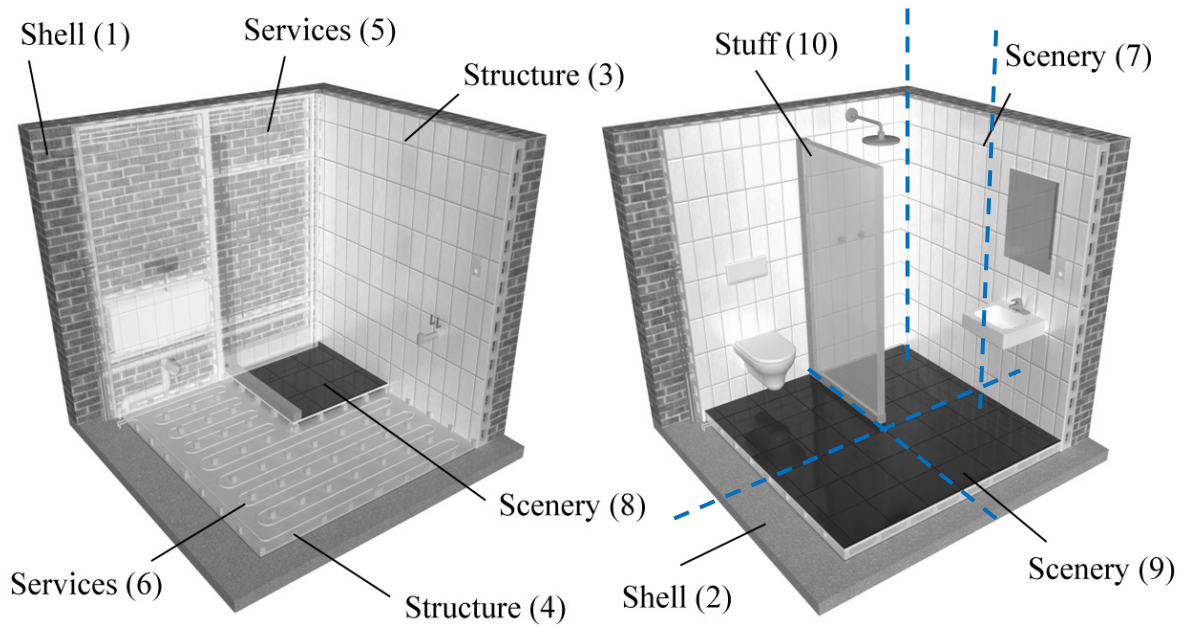 Shell (1)
Services (5)
Structure (3)
Scenery (8)
Services (6)
Structure (4)
Stuff (10)
Scenery (7)
Scenery (9)
Shell (2)